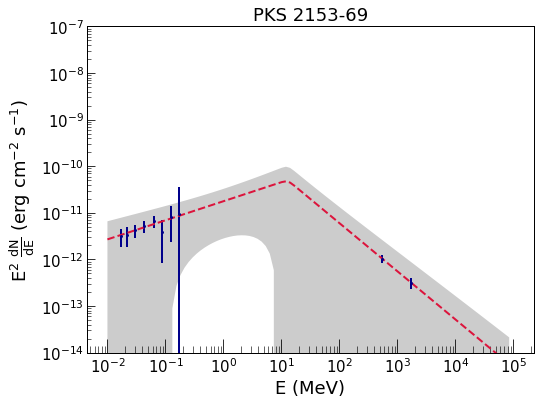 PKS 2153-69
E² dN/dE (erg cm⁻² s⁻¹)
10⁻⁷
10⁻⁸
10⁻⁹
10⁻¹⁰
10⁻¹¹
10⁻¹²
10⁻¹³
10⁻¹⁴
10⁻² 10⁻¹ 10⁰ 10¹ 10² 10³ 10⁴ 10⁵
E (MeV)